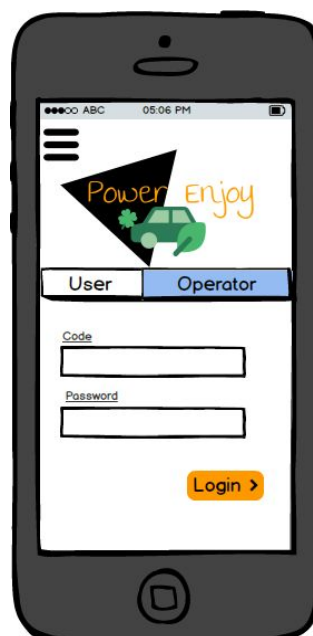 ABC 05:06 PM
Power Enjoy
User Operator
Code
Password
Login >